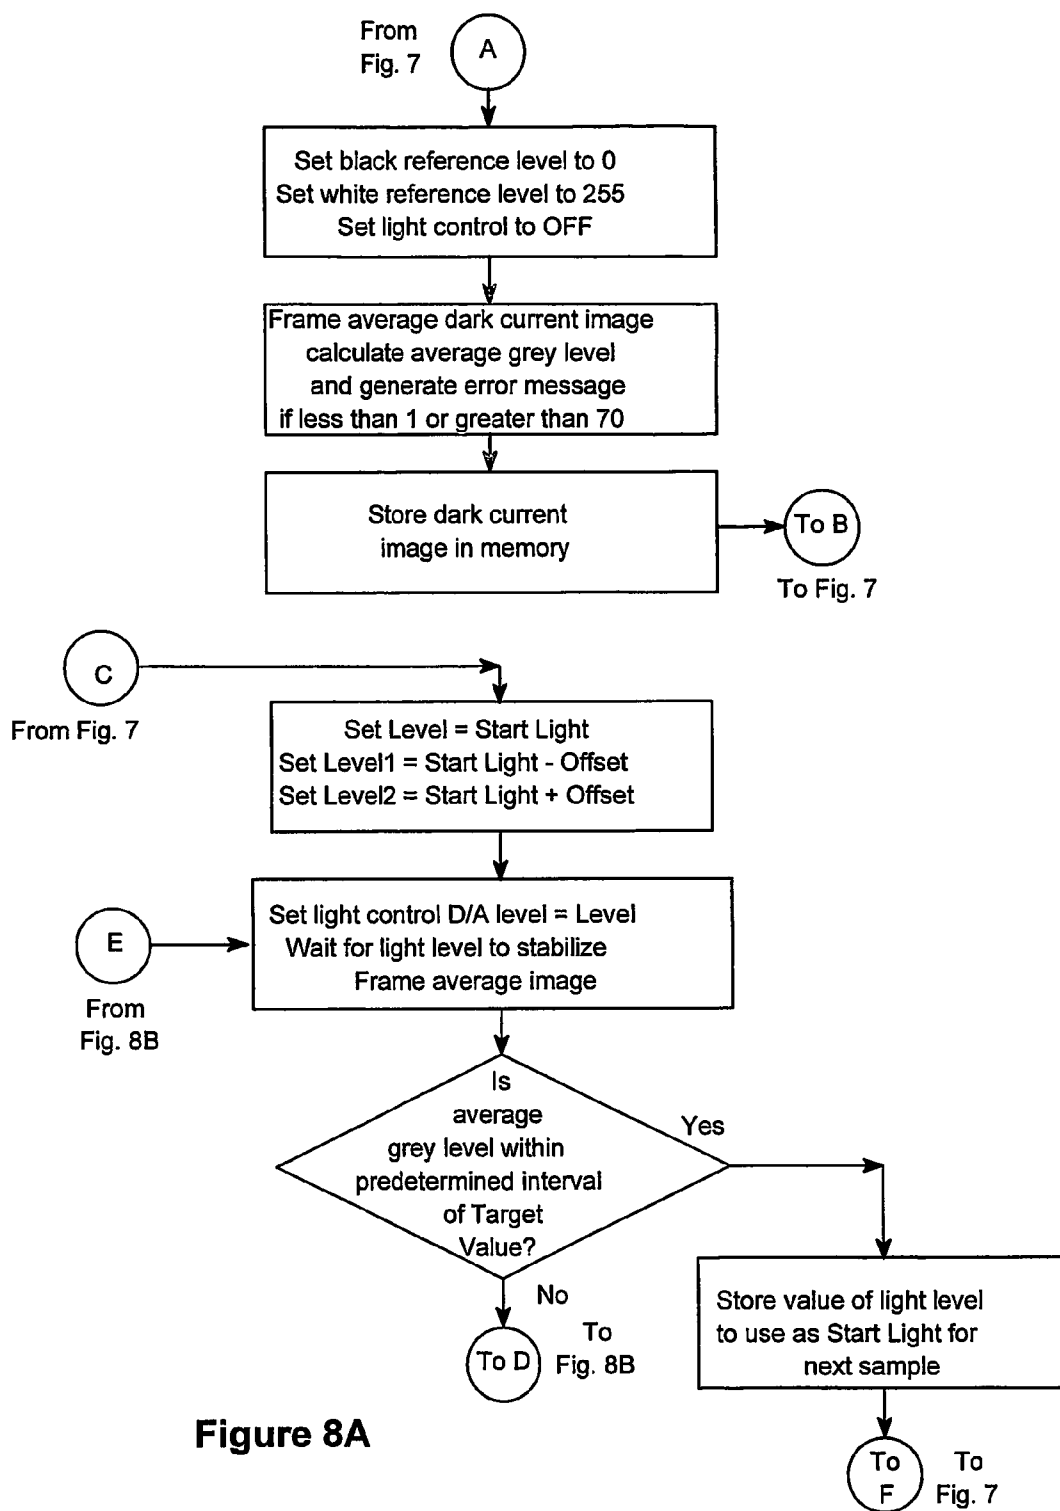 From
Fig. 7
A
Set black reference level to 0
Set white reference level to 255
Set light control to OFF
Frame average dark current image
calculate average grey level
and generate error message
if less than 1 or greater than 70
Store dark current
image in memory
To B
To Fig. 7
C
From Fig. 7
Set Level = Start Light
Set Level1 = Start Light - Offset
Set Level2 = Start Light + Offset
E
From
Fig. 8B
Set light control D/A level = Level
Wait for light level to stabilize
Frame average image
Is
average
grey level within
predetermined interval
of Target
Value?
Yes
No
To D
To
Fig. 8B
Store value of light level
to use as Start Light for
next sample
To
F
To
Fig. 7
Figure 8A